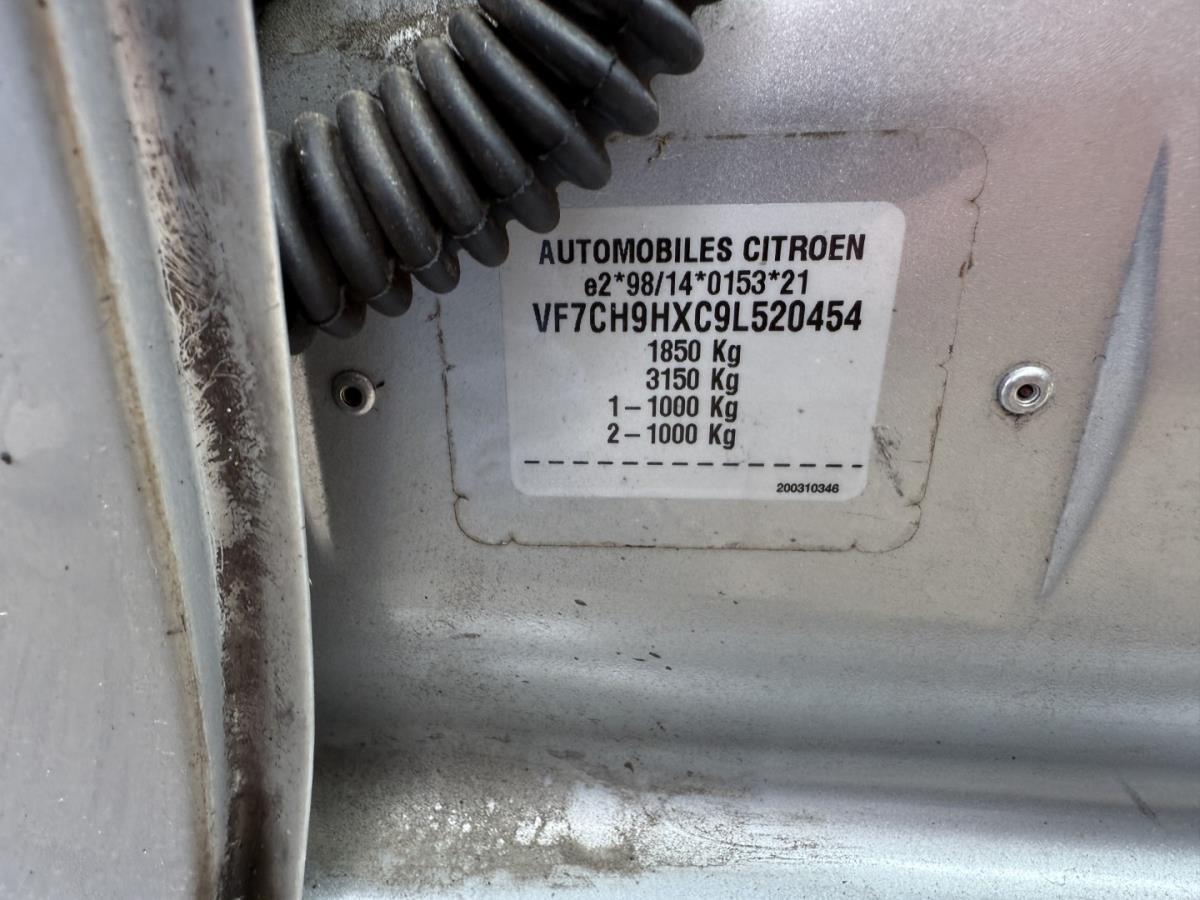 AUTOMOBILES CITROEN
e2*98/14*0153*21
VF7CH9HXC9L520454
1850 Kg
3150 Kg
1-1000 Kg
2-1000 Kg
200310346